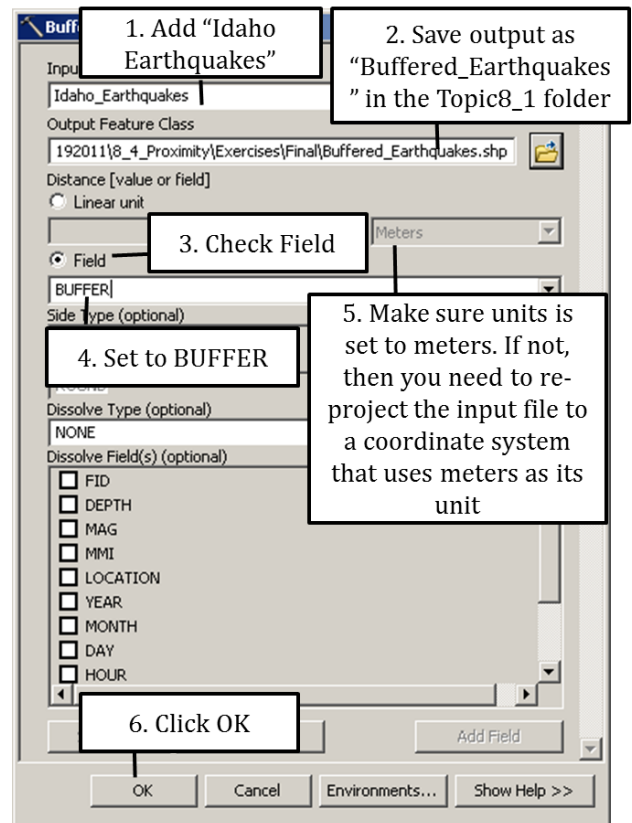 Buff
1. Add “Idaho
Earthquakes”
2. Save output as
“Buffered_Earthquakes
” in the Topic8_1 folder
Inpu
Idaho_Earthquakes
Output Feature Class
192011\8_4_Proximity\Exercises\Final\Buffered_Earthquakes.shp
Distance [value or field]
Linear unit
Meters
3. Check Field
Field
BUFFER
Side Type (optional)
4. Set to BUFFER
5. Make sure units is
set to meters. If not,
then you need to re-
project the input file to
a coordinate system
that uses meters as its
unit
Dissolve Type (optional)
NONE
Dissolve Field(s) (optional)
FID
DEPTH
MAG
MMI
LOCATION
YEAR
MONTH
DAY
HOUR
6. Click OK
Add Field
OK
Cancel
Environments...
Show Help >>